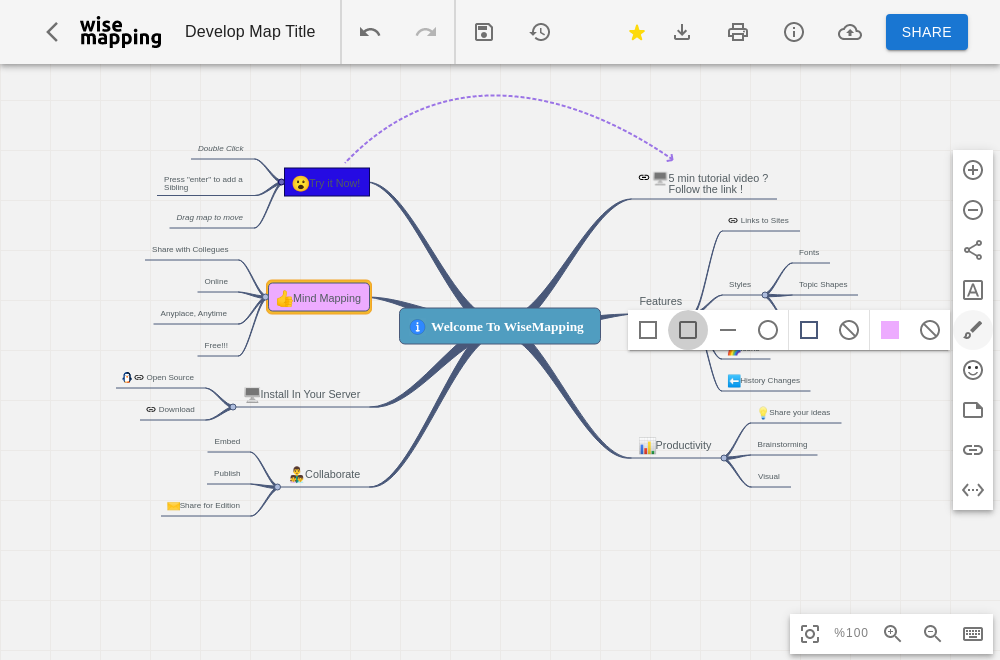 wise
mapping
Develop Map Title
SHARE
Double Click
Press "enter" to add a
Sibling
Drag map to move
Try it Now!
5 min tutorial video ?
Follow the link !
Links to Sites
Fonts
Styles
Topic Shapes
Features
Share with Collegues
Online
Anyplace, Anytime
Free!!!
Mind Mapping
Welcome To WiseMapping
Open Source
Download
Install In Your Server
History Changes
Share your ideas
Brainstorming
Visual
Productivity
Embed
Publish
Share for Edition
Collaborate
%100